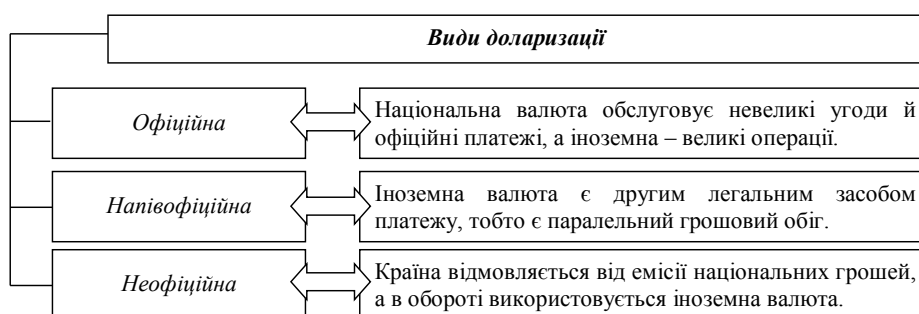 Види доларизації
Офіційна
Національна валюта обслуговує невеликі угоди й
офіційні платежі, а іноземна – великі операції.
Напівофіційна
Іноземна валюта є другим легальним засобом
платежу, тобто є паралельний грошовий обіг.
Неофіційна
Країна відмовляється від емісії національних грошей,
а в обороті використовується іноземна валюта.